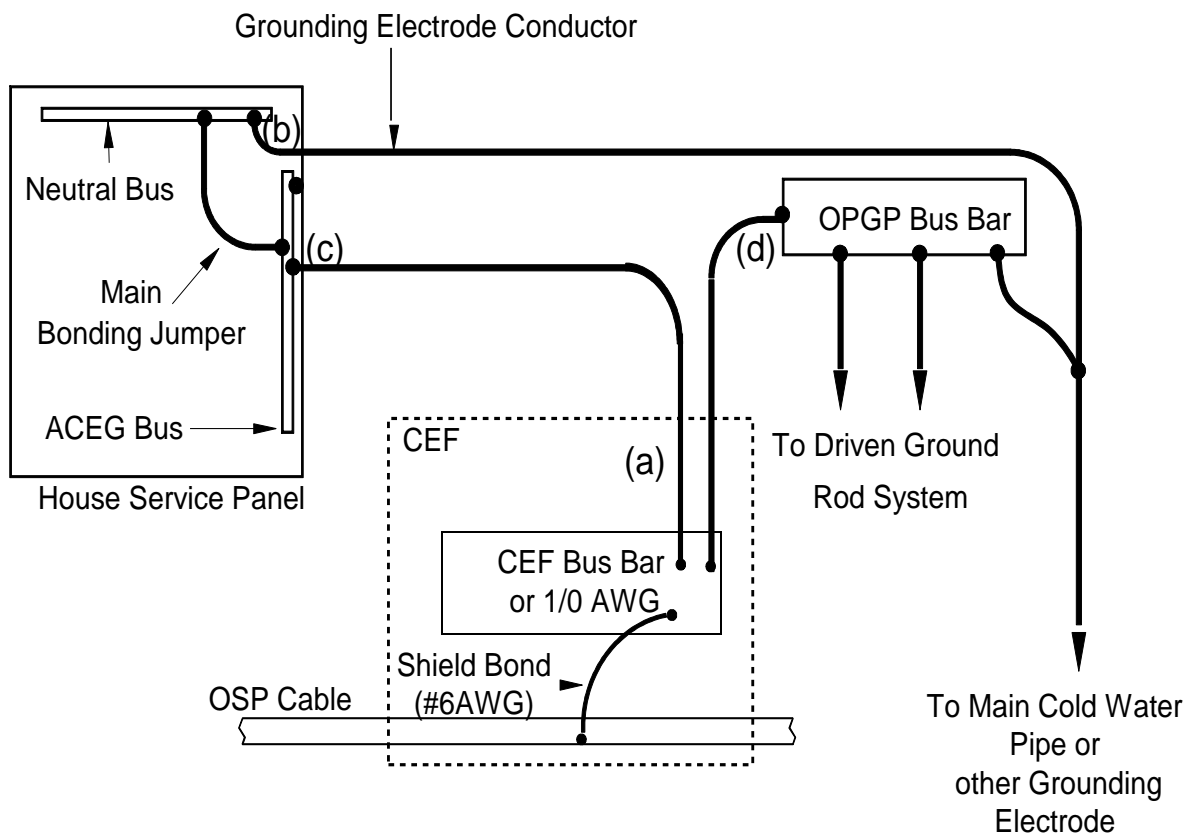 Grounding Electrode Conductor
(b)
Neutral Bus
OPGP Bus Bar
(c)
(d)
Main
Bonding Jumper
ACEG Bus
CEF
(a)
To Driven Ground
Rod System
House Service Panel
CEF Bus Bar
or 1/0 AWG
Shield Bond
(#6AWG)
OSP Cable
To Main Cold Water
Pipe or
other Grounding
Electrode